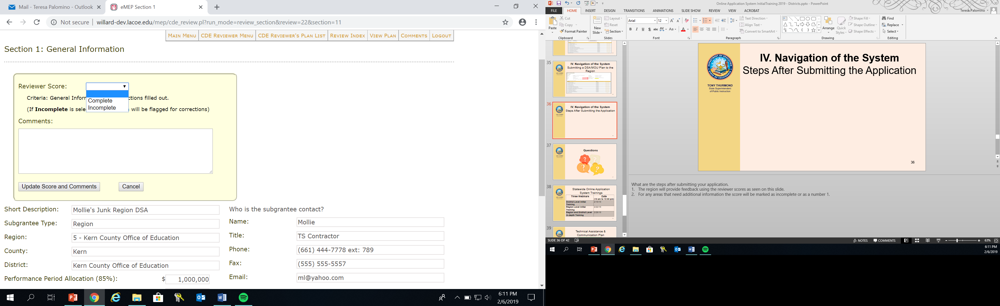 Mail - Teresa Palomino - Outlook
eMEP Section 1
Not secure | willard-dev.lacoe.edu/mep/cde_review.pl?run_mode=review_section&review=22&section=11
MAIN MENU CDE REVIEWER MENU CDE REVIEWER'S PLAN LIST REVIEW INDEX VIEW PLAN COMMENTS LOGOUT
Section 1: General Information
Reviewer Score:
Criteria: General Infor ctions filled out.
Complete
(If Incomplete is sele will be flagged for corrections)
Incomplete
Comments:
Update Score and Comments Cancel
Short Description: Mollie's Junk Region DSA
Subgrantee Type: Region
Region: 5 - Kern County Office of Education
County: Kern
District: Kern County Office of Education
Performance Period Allocation (85%): $ 1,000,000
Who is the subgrantee contact?
Name: Mollie
Title: TS Contractor
Phone: (661) 444-7778 ext: 789
Fax: (555) 555-5557
Email: ml@yahoo.com
6:11 PM
2/6/2019
Online Application System InitialTraining 2019 - Districts.pptx - PowerPoint
FILE HOME INSERT DESIGN TRANSITIONS ANIMATIONS SLIDE SHOW REVIEW VIEW ACROBAT
Teresa Palomino
Paste
Cut
Copy
Format Painter
Clipboard
New Slide
Layout
Reset
Section
Slides
Arial 12
B I U S abc AV Aa A
Font
Text Direction
Align Text
Convert to SmartArt
Paragraph
Arrange
Quick Styles
Shape Fill
Shape Outline
Shape Effects
Drawing
Find
Replace
Select
Editing
35
IV. Navigation of the System
Submitting a DSA/MOU Plan to the
Region
36
IV. Navigation of the System
Steps After Submitting the Application
37
Questions
38
Statewide Online Application
System Trainings
Three Webinars Date
(10 am to 12:00 pm)
District Level Initial
Training
Region Level Initial
Training 2/22/19
Region and District Level
In-depth Training
39
Technical Assistance &
Communication Plan
DEPARTMENT OF EDUCATION
STATE OF CALIFORNIA
TONY THURMOND
State Superintendent
of Public Instruction
IV. Navigation of the System
Steps After Submitting the Application
36
What are the steps after submitting your application.
1. The region will provide feedback using the reviewer scores as seen on this slide.
2. For any areas that need additional information the score will be marked as incomplete or as a number 1.
SLIDE 36 OF 42
NOTES COMMENTS 63%
6:11 PM
2/6/2019